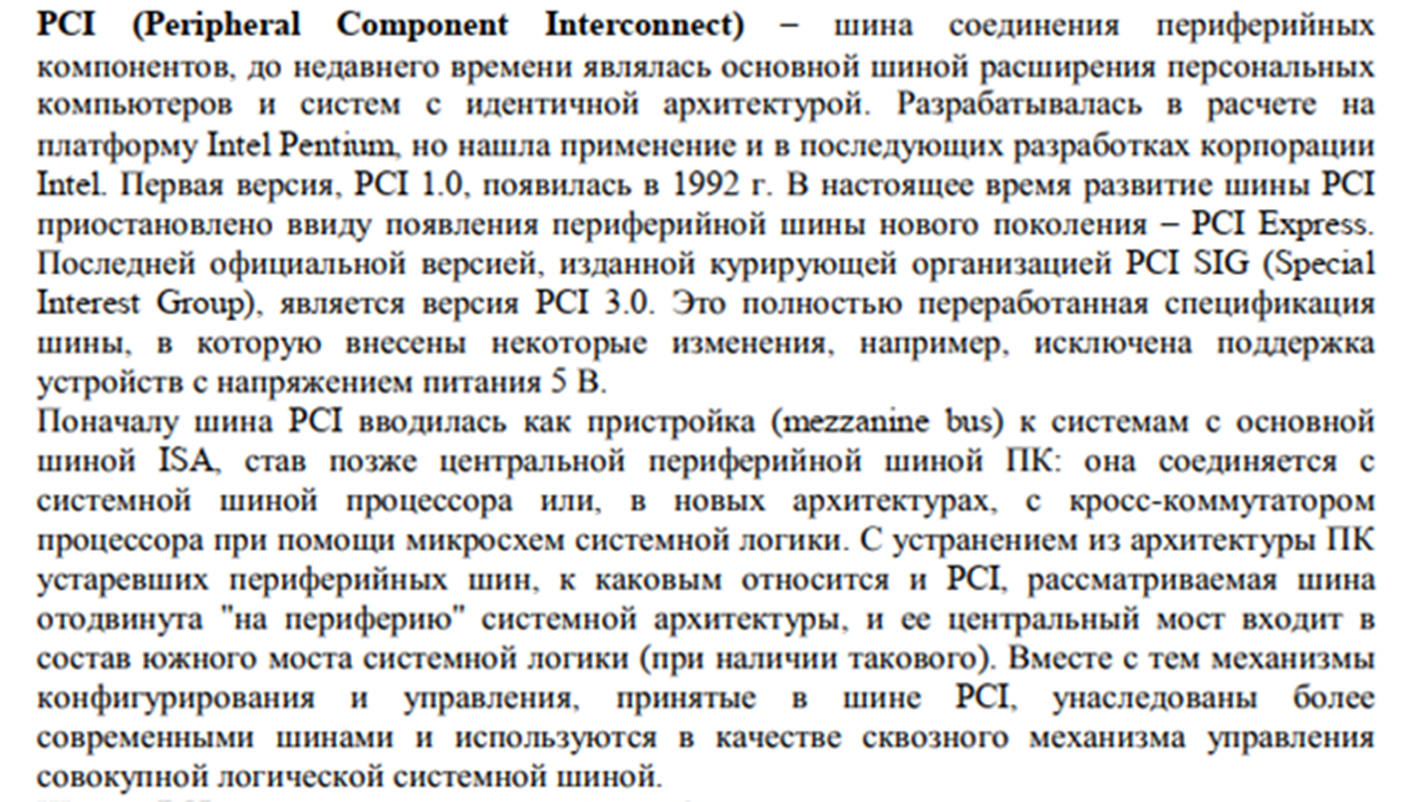 PCI (Peripheral Component Interconnect) – шина соединения периферийных
компонентов, до недавнего времени являлась основной шиной расширения персональных
компьютеров и систем с идентичной архитектурой. Разрабатывалась в расчете на
платформу Intel Pentium, но нашла применение и в последующих разработках корпорации
Intel. Первая версия, PCI 1.0, появилась в 1992 г. В настоящее время развитие шины PCI
приостановлено ввиду появления периферийной шины нового поколения – PCI Express.
Последней официальной версией, изданной курирующей организацией PCI SIG (Special
Interest Group), является версия PCI 3.0. Это полностью переработанная спецификация
шины, в которую внесены некоторые изменения, например, исключена поддержка
устройств с напряжением питания 5 В.
Поначалу шина PCI вводилась как пристройка (mezzanine bus) к системам с основной
шиной ISA, став позже центральной периферийной шиной ПК: она соединяется с
системной шиной процессора или, в новых архитектурах, с кросс-коммутатором
процессора при помощи микросхем системной логики. С устранением из архитектуры ПК
устаревших периферийных шин, к каковым относится и PCI, рассматриваемая шина
отодвинута "на периферию" системной архитектуры, и ее центральный мост входит в
состав южного моста системной логики (при наличии такового). Вместе с тем механизмы
конфигурирования и управления, принятые в шине PCI, унаследованы более
современными шинами и используются в качестве сквозного механизма управления
совокупной логической системной шиной.